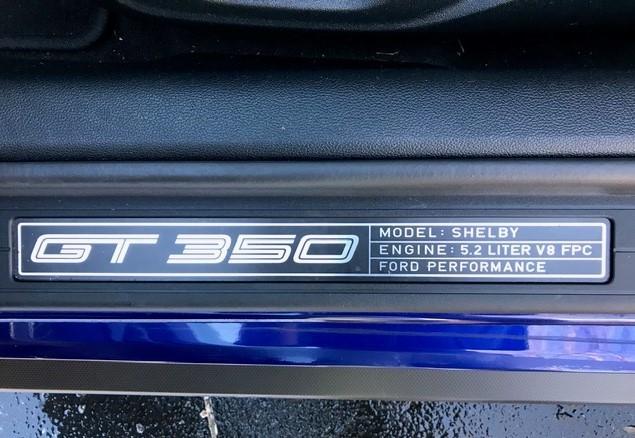 GT 350
MODEL: SHELBY
ENGINE: 5.2 LITER V8 FPC
FORD PERFORMANCE